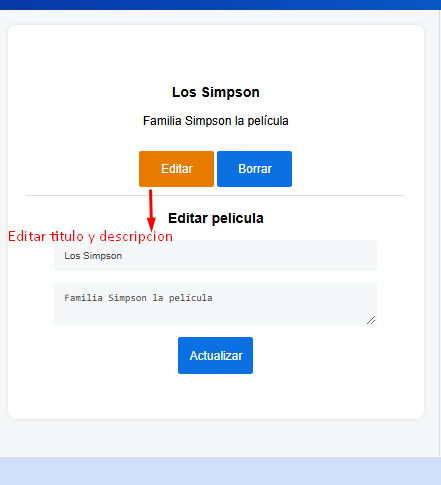 Los Simpson
Familia Simpson la película
Editar Borrar
Editar pelicula
Editar titulo y descripcion
Los Simpson
Familia Simpson la película
Actualizar